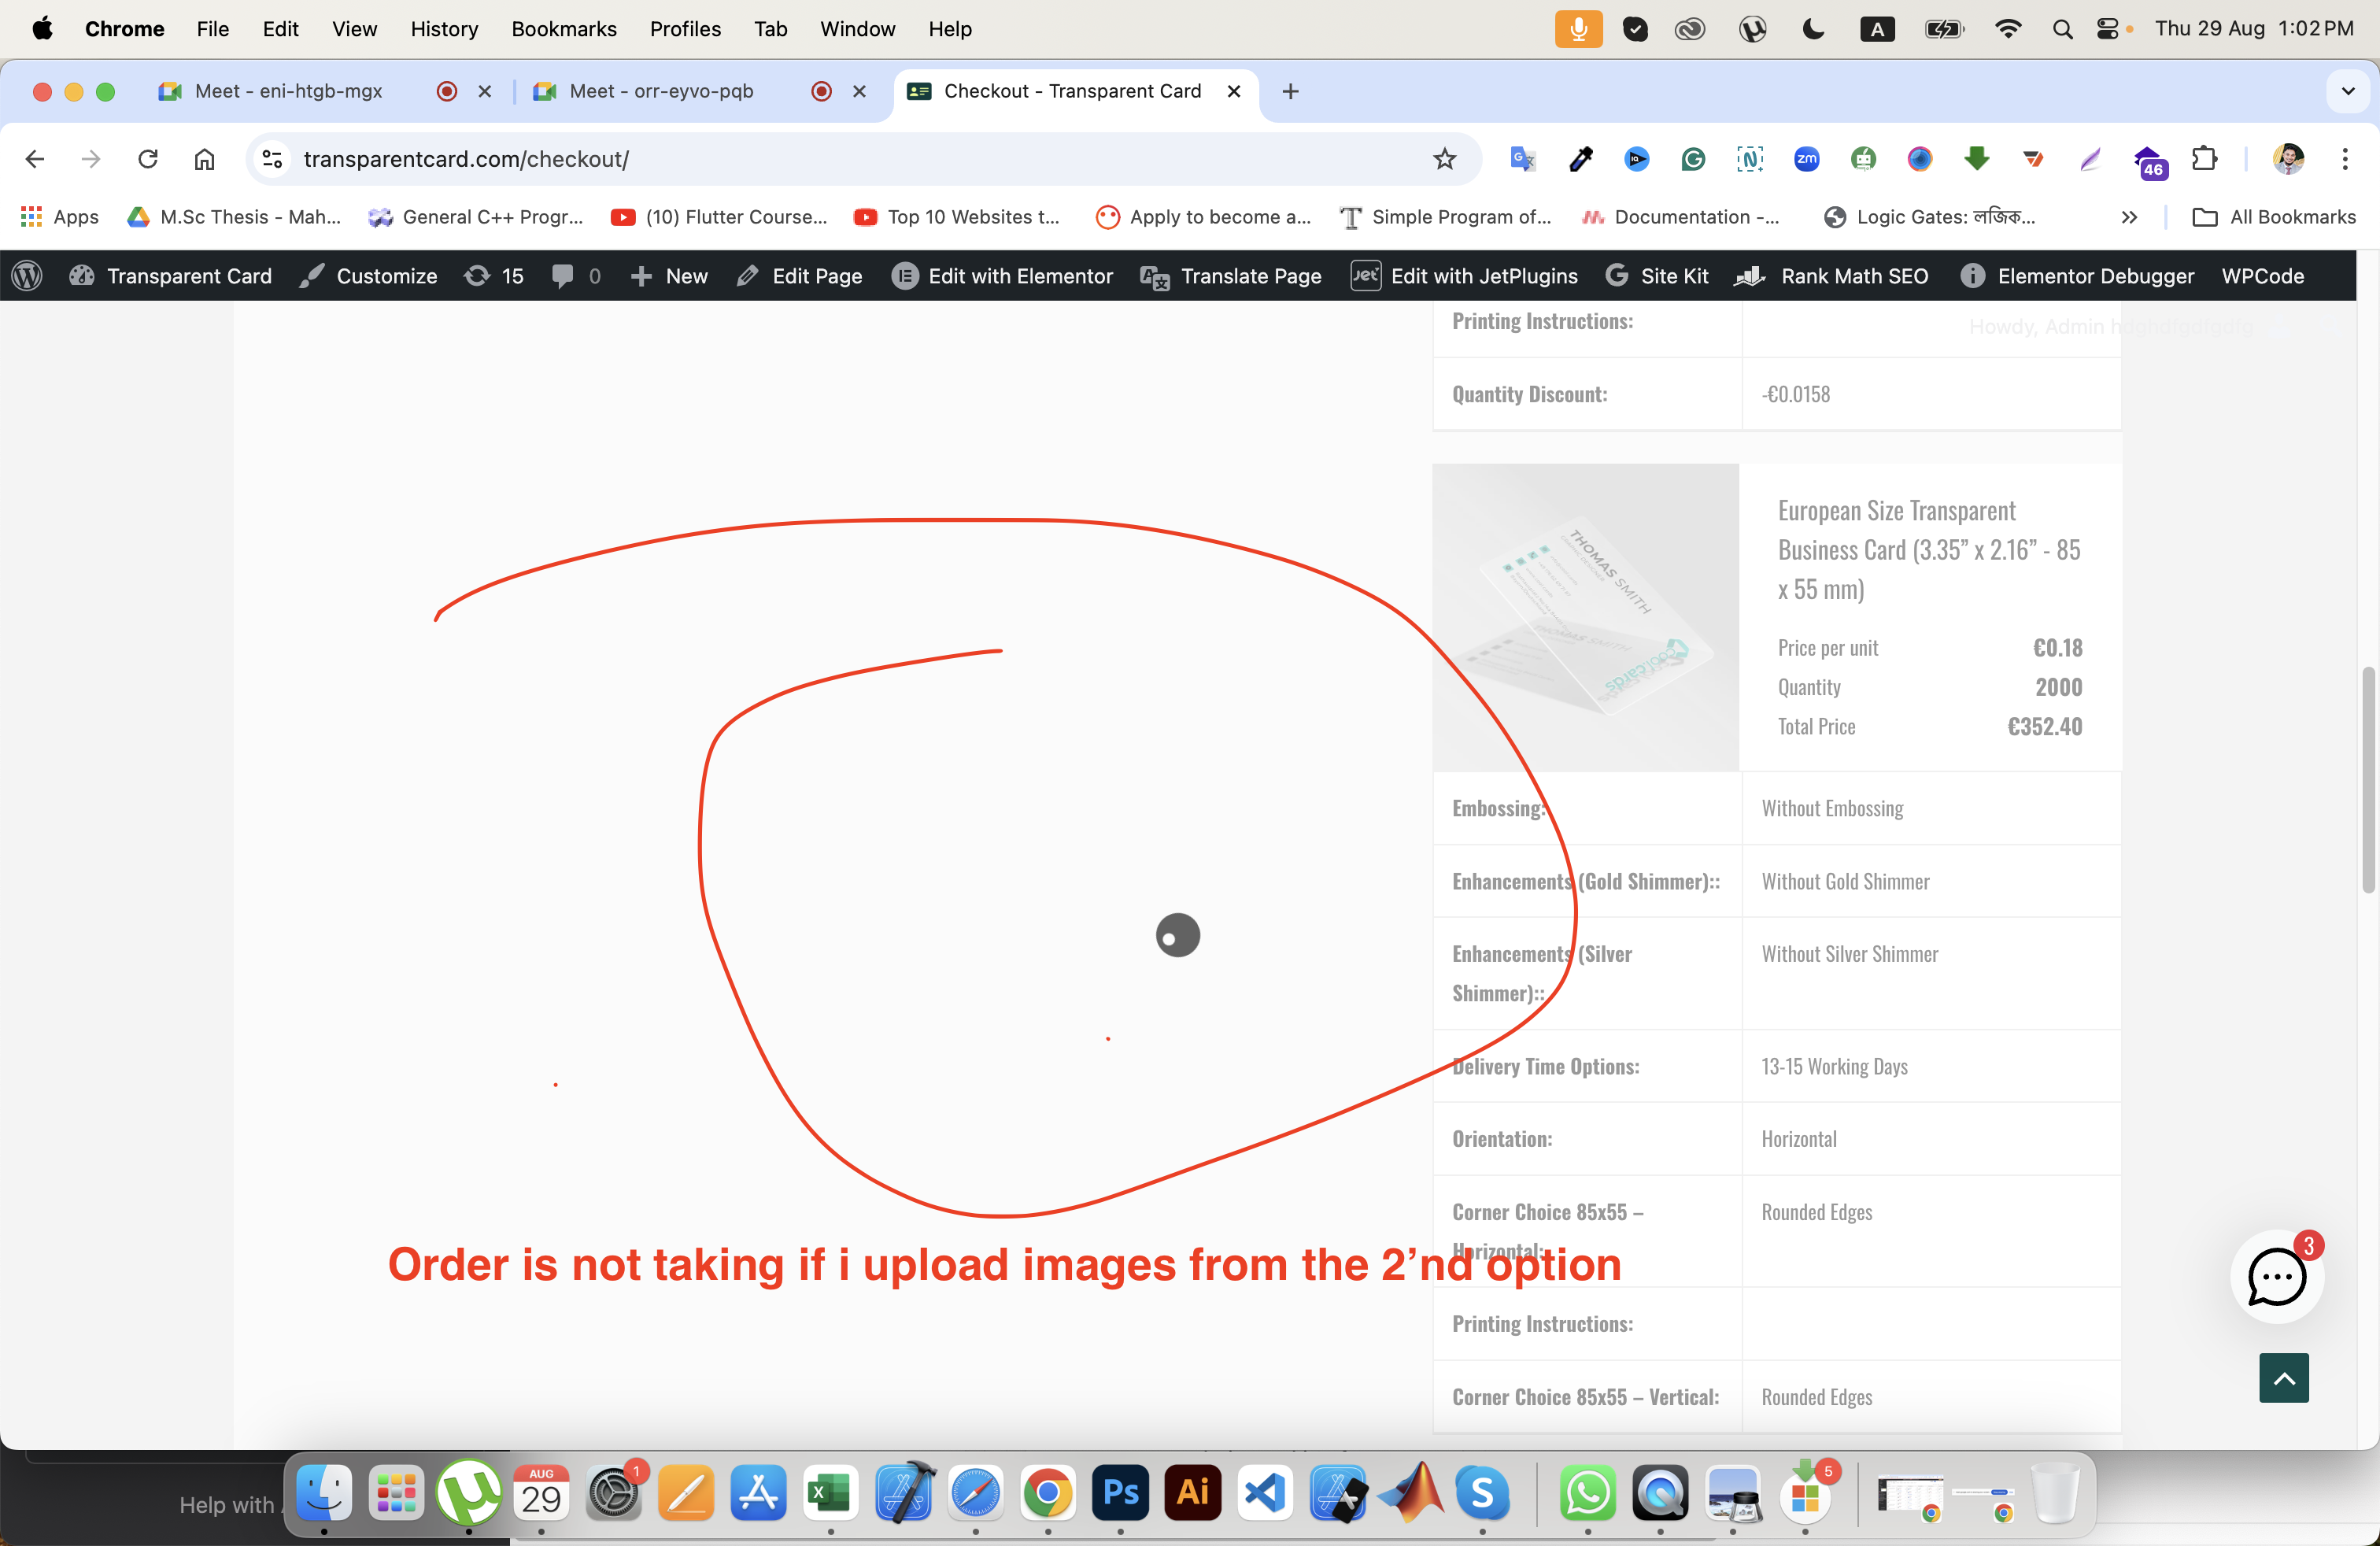 Chrome File Edit View History Bookmarks Profiles Tab Window Help A Thu 29 Aug 1:02 PM
Meet - eni-htgb-mgx Meet - orr-eyvo-pqb Checkout - Transparent Card
transparentcard.com/checkout/ zm 46
Apps M.Sc Thesis - Mah... General C++ Progr... (10) Flutter Course... Top 10 Websites t... Apply to become a... Simple Program of... Documentation -... Logic Gates: লজিক... All Bookmarks
Transparent Card Customize 15 0 New Edit Page Edit with Elementor Translate Page Jet Edit with JetPlugins Site Kit Rank Math SEO Elementor Debugger WPCode
Printing Instructions:
Howdy, Admin
Quantity Discount: -€0.0158
THOMAS SMITH
European Size Transparent
Business Card (3.35” x 2.16” - 85
x 55 mm)
Price per unit €0.18
Quantity 2000
Total Price €352.40
Embossing: Without Embossing
Enhancements (Gold Shimmer):: Without Gold Shimmer
Enhancements (Silver
Shimmer):: Without Silver Shimmer
Delivery Time Options: 13-15 Working Days
Orientation: Horizontal
Corner Choice 85x55 –
Horizontal: Rounded Edges
Order is not taking if i upload images from the 2’nd option
3
Printing Instructions:
Corner Choice 85x55 – Vertical: Rounded Edges
Help with
AUG
29
1
Ps
Ai
S
5